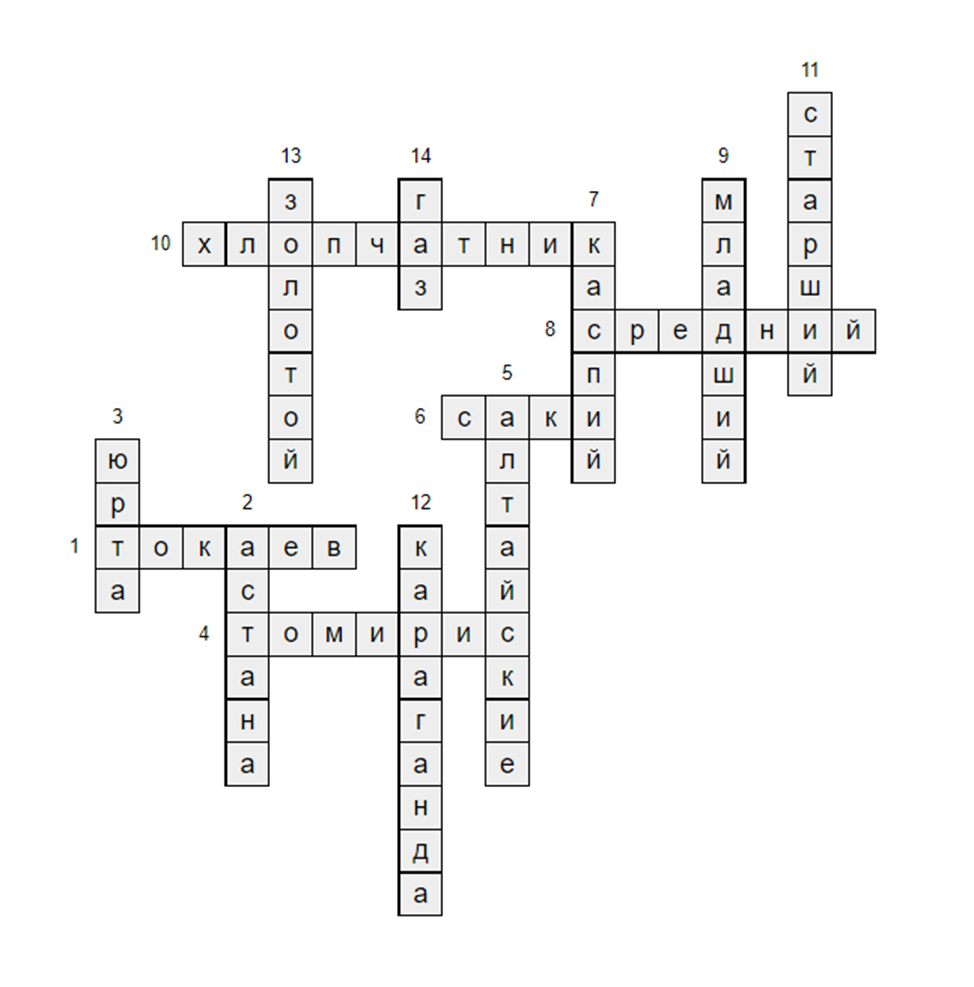 11
с
т
13 14 9
з г м а
7
10 х л о п ч а т н и к л р
л з а а ш
8 о с р е д н и й
5
т п ш й
3 6 о с а к и и
ю й л й й
р 2 12 т
1 т о к а е в к а
а с а й
4 т о м и р и с
а а к
н г и
а а е
н
д
а